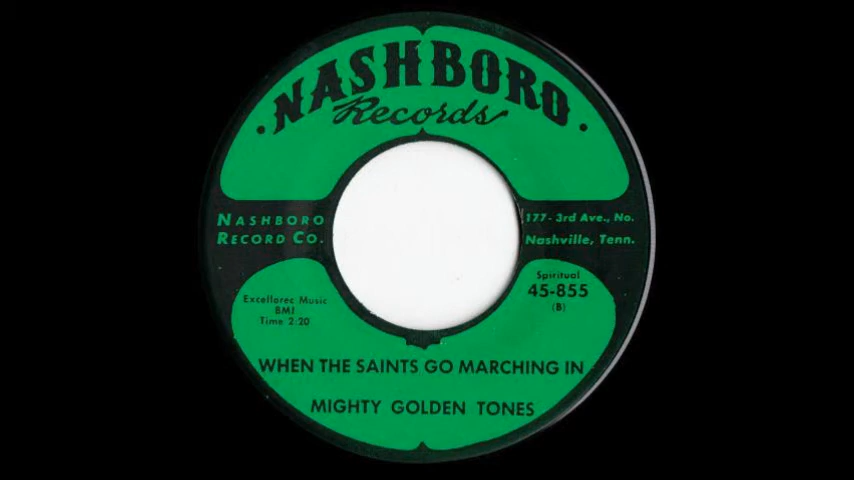 NASHBORO
Records
NASHBORO
RECORD CO.
177- 3rd Ave., No.
Nashville, Tenn.
Excellorec Music
BMI
Time 2:20
Spiritual
45-855
(B)
WHEN THE SAINTS GO MARCHING IN
MIGHTY GOLDEN TONES